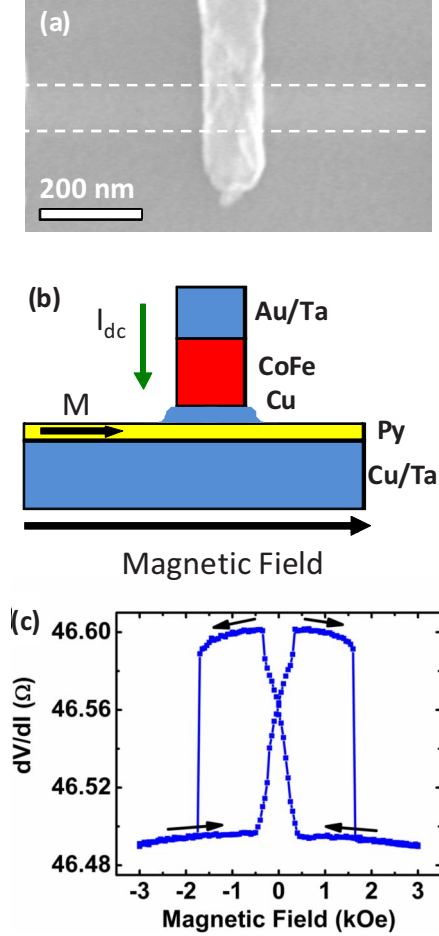 (a)
200 nm
(b)
I_dc
Au/Ta
CoFe
Cu
M
Py
Cu/Ta
Magnetic Field
(c)
46.60
46.56
46.52
46.48
dV/dI (Ω)
-3 -2 -1 0 1 2 3
Magnetic Field (kOe)